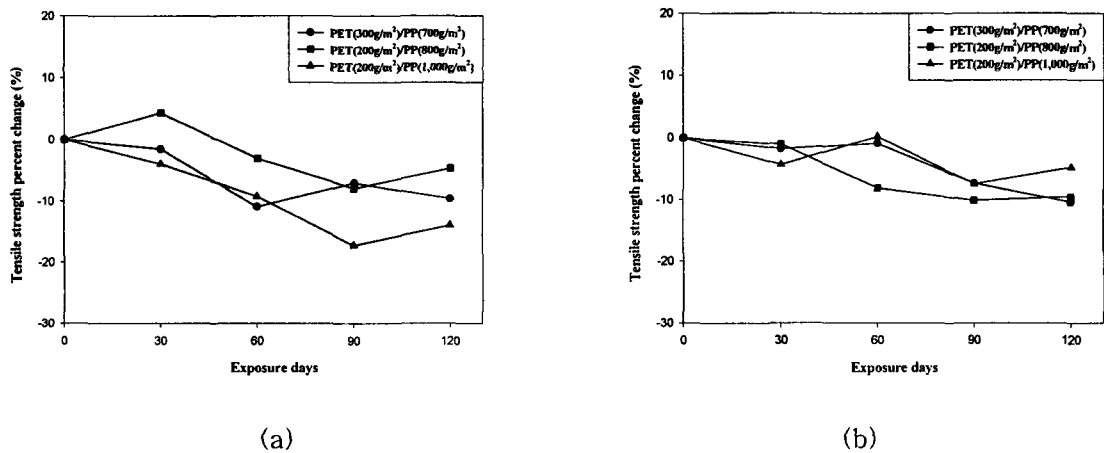 20
10
0
-10
-20
-30
Tensile strength percent change (%)
PET(300g/m²)/PP(700g/m²)
PET(200g/m²)/PP(800g/m²)
PET(200g/m²)/PP(1,000g/m²)
0 30 60 90 120
Exposure days
(a)
20
10
0
-10
-20
-30
Tensile strength percent change (%)
PET(300g/m²)/PP(700g/m²)
PET(200g/m²)/PP(800g/m²)
PET(200g/m²)/PP(1,000g/m²)
0 30 60 90 120
Exposure days
(b)